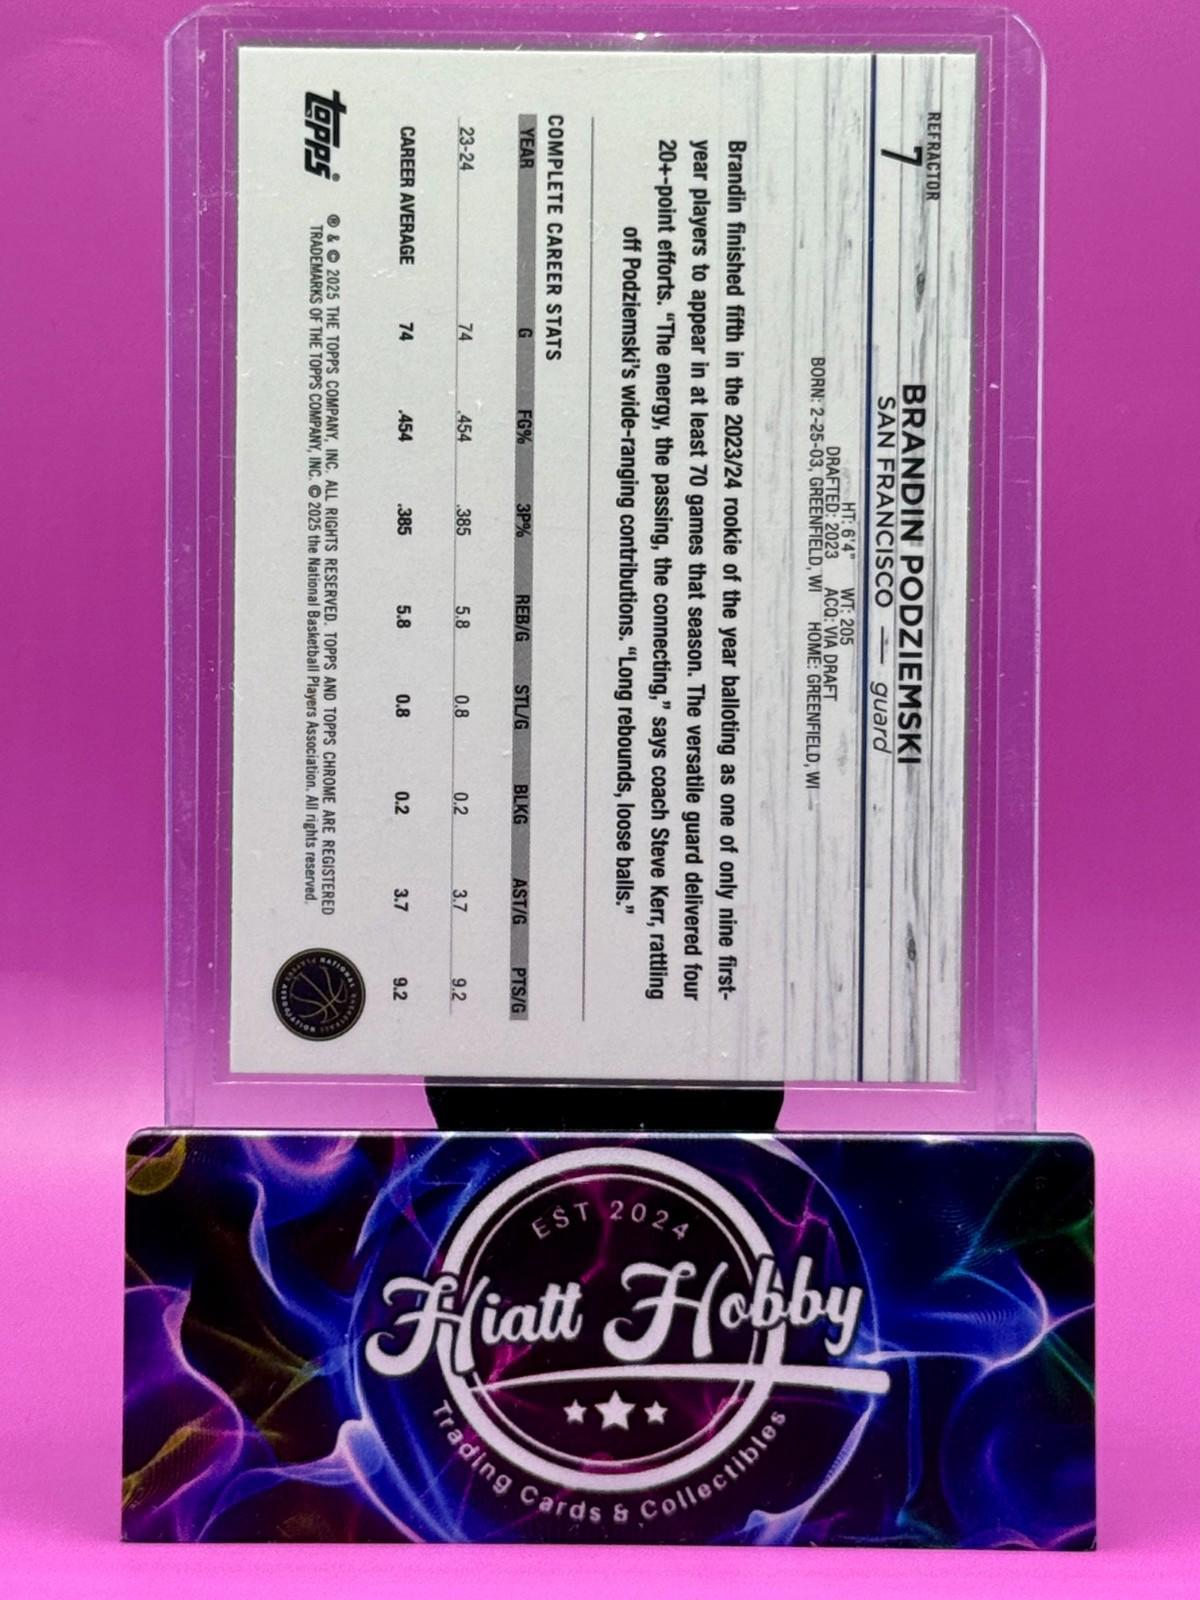 REFRACTOR
7
BRANDIN PODZIEMSKI
SAN FRANCISCO — guard
HT: 6'4" WT: 205
DRAFTED: 2023 ACQ: VIA DRAFT
BORN: 2-25-03, GREENFIELD, WI HOME: GREENFIELD, WI
Brandin finished fifth in the 2023/24 rookie of the year balloting as one of only nine first-
year players to appear in at least 70 games that season. The versatile guard delivered four
20+-point efforts. “The energy, the passing, the connecting,” says coach Steve Kerr, rattling
off Podziemski's wide-ranging contributions. “Long rebounds, loose balls.”
COMPLETE CAREER STATS
YEAR G FG% 3P% REB/G STL/G BLKG AST/G PTS/G
23-24 74 .454 .385 5.8 0.8 0.2 3.7 9.2
CAREER AVERAGE 74 .454 .385 5.8 0.8 0.2 3.7 9.2
topps®
® & © 2025 THE TOPPS COMPANY, INC. ALL RIGHTS RESERVED. TOPPS AND TOPPS CHROME ARE REGISTERED
TRADEMARKS OF THE TOPPS COMPANY, INC. © 2025 the National Basketball Players Association. All rights reserved.
NATIONAL BASKETBALL PLAYERS ASSOCIATION
EST 2024
Hiatt Hobby
Trading Cards & Collectibles